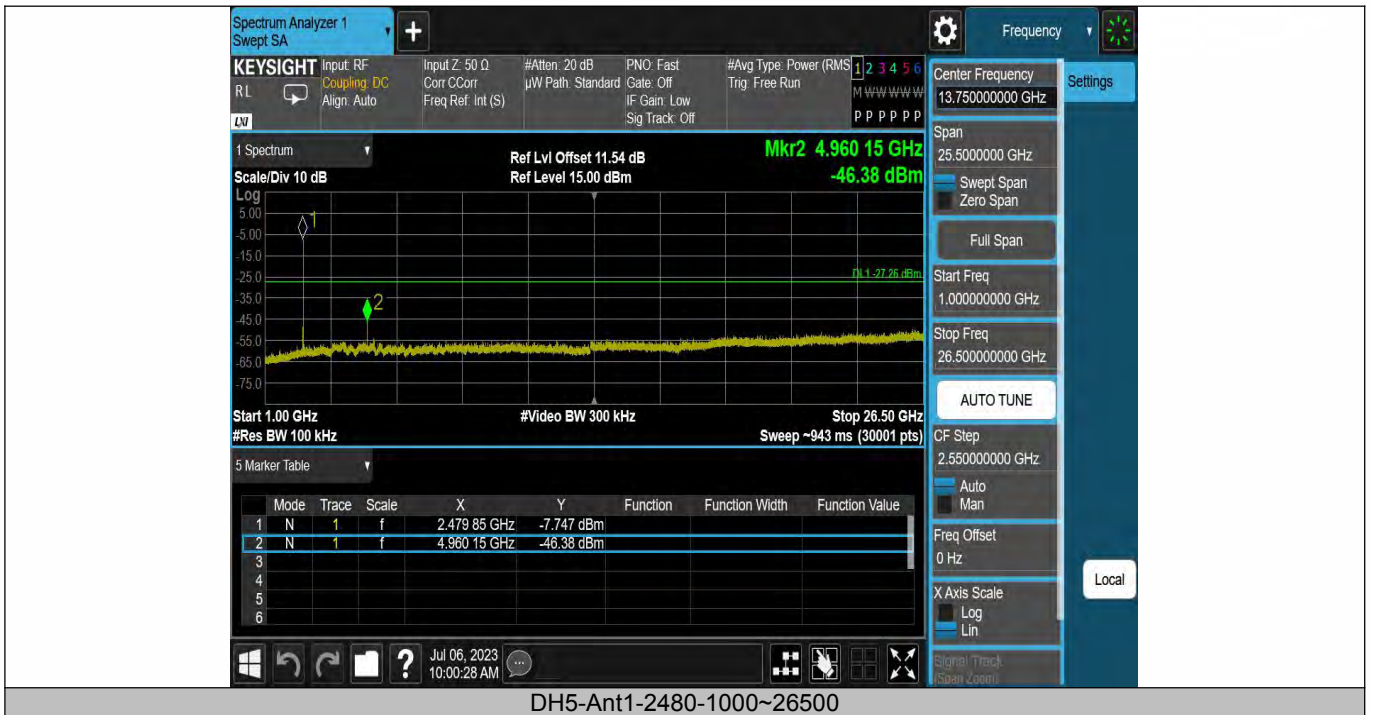 Spectrum Analyzer 1
Swept SA
Frequency
KEYSIGHT
RL
LXI
Input: RF
Coupling: DC
Align: Auto
Input Z: 50 Ω
Corr CCorr
Freq Ref: Int (S)
#Atten: 20 dB
µW Path: Standard
PNO: Fast
Gate: Off
IF Gain: Low
Sig Track: Off
#Avg Type: Power (RMS
Trig: Free Run
1 2 3 4 5 6
M W W W W W
P P P P P P
1 Spectrum
Scale/Div 10 dB
Ref Lvl Offset 11.54 dB
Ref Level 15.00 dBm
Mkr2 4.960 15 GHz
-46.38 dBm
Log
5.00
-5.00
-15.0
-25.0
-35.0
-45.0
-55.0
-65.0
-75.0
1
2
DL1 -27.26 dBm
Start 1.00 GHz
#Video BW 300 kHz
Stop 26.50 GHz
#Res BW 100 kHz
Sweep ~943 ms (30001 pts)
5 Marker Table
Mode Trace Scale X Y Function Function Width Function Value
1 N 1 f 2.479 85 GHz -7.747 dBm
2 N 1 f 4.960 15 GHz -46.38 dBm
3
4
5
6
Jul 06, 2023
10:00:28 AM
Center Frequency
13.750000000 GHz
Settings
Span
25.5000000 GHz
Swept Span
Zero Span
Full Span
Start Freq
1.000000000 GHz
Stop Freq
26.500000000 GHz
AUTO TUNE
CF Step
2.550000000 GHz
Auto
Man
Freq Offset
0 Hz
X Axis Scale
Log
Lin
Local
Signal Track
(Span Zoom)
DH5-Ant1-2480-1000~26500